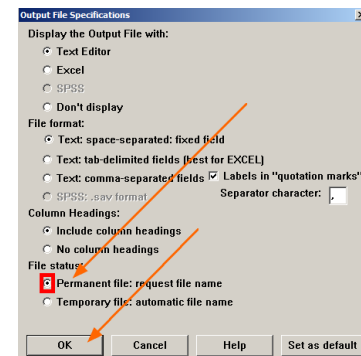 Output File Specifications
Display the Output File with:
Text Editor
Excel
SPSS
Don't display
File format:
Text: space-separated: fixed field
Text: tab-delimited fields (best for EXCEL)
Text: comma-separated fields Labels in "quotation marks"
SPSS: .sav format Separator character: ,
Column Headings:
Include column headings
No column headings
File status:
Permanent file: request file name
Temporary file: automatic file name
OK Cancel Help Set as default